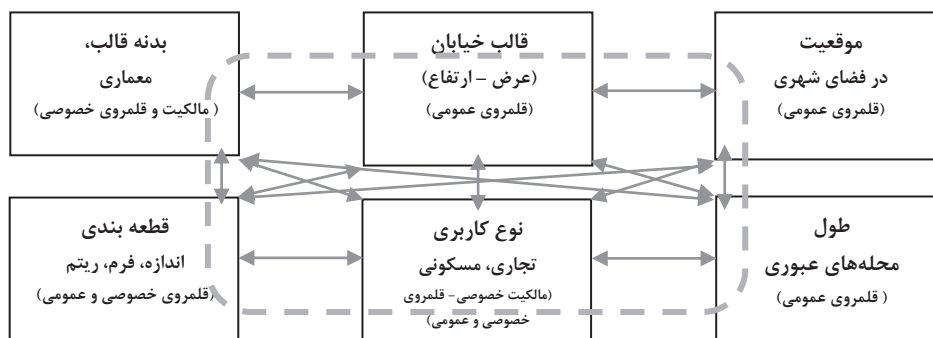 موقعیت
در فضای شهری
(قلمروی عمومی)
قالب خیابان
(عرض – ارتفاع)
(قلمروی عمومی)
بدنه قالب،
معماری
( مالکیت و قلمروی خصوصی)
طول
محله‌های عبوری
( قلمروی عمومی)
نوع کاربری
تجاری، مسکونی
(مالکیت خصوصی- قلمروی
خصوصی و عمومی)
قطعه بندی
اندازه، فرم، ریتم
(قلمروی خصوصی و عمومی)